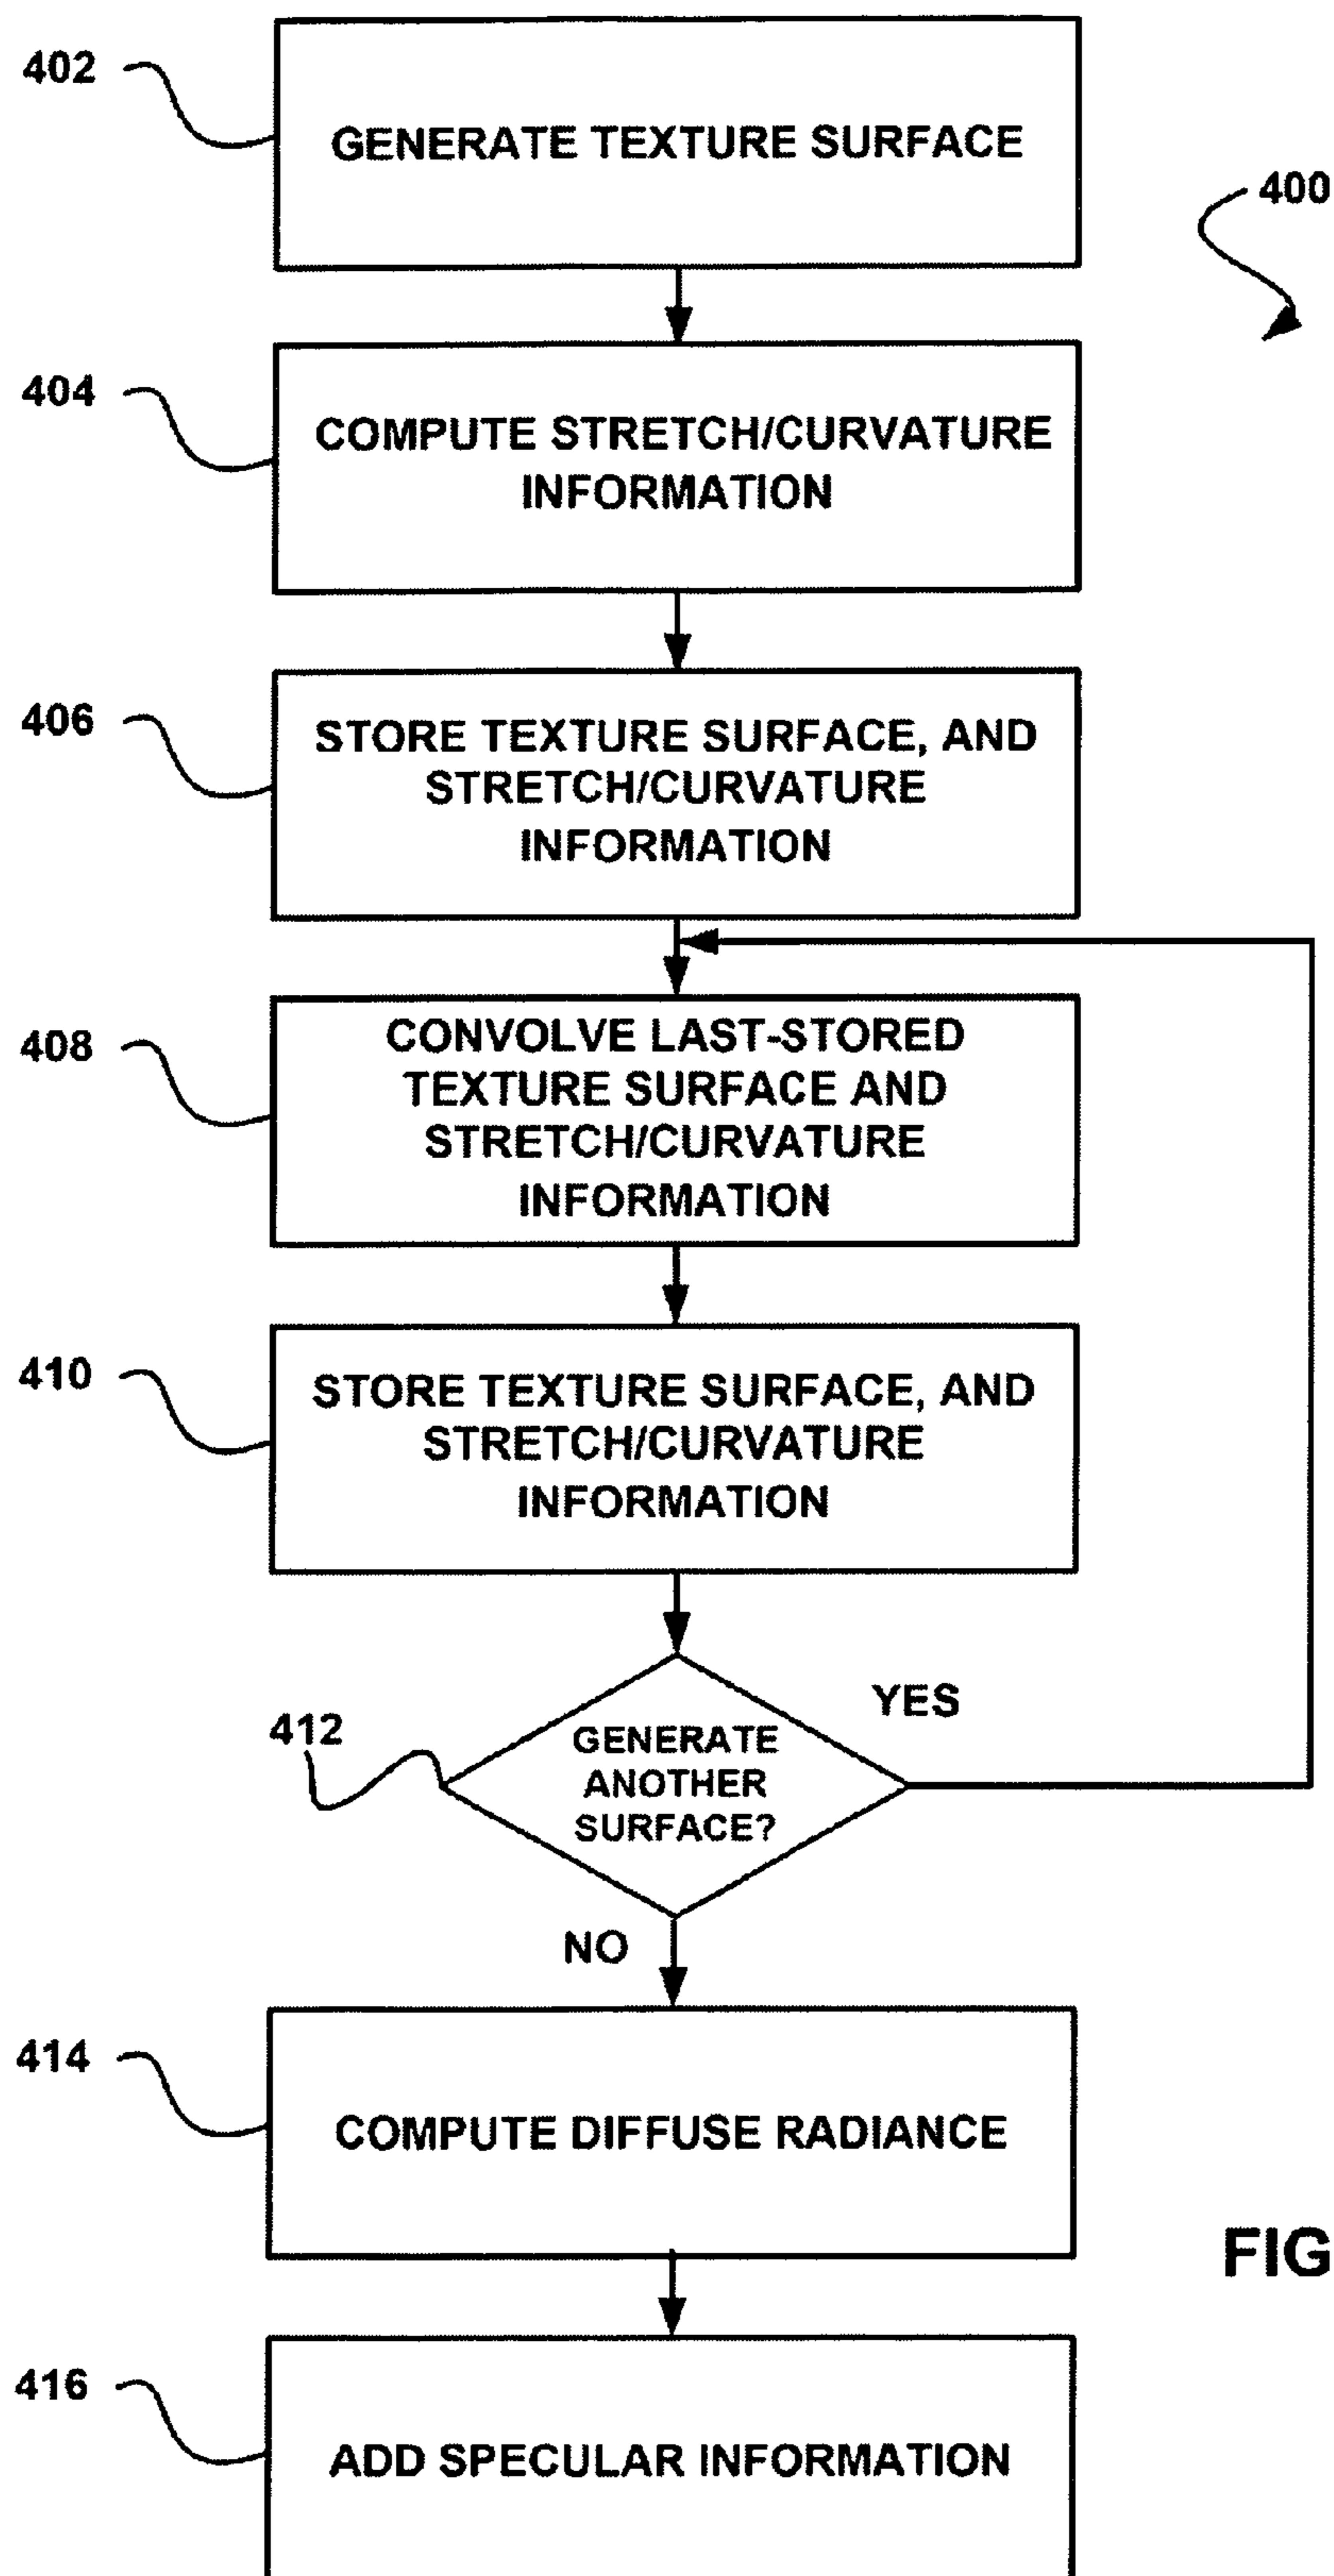 402
GENERATE TEXTURE SURFACE
400
404
COMPUTE STRETCH/CURVATURE
INFORMATION
406
STORE TEXTURE SURFACE, AND
STRETCH/CURVATURE
INFORMATION
408
CONVOLVE LAST-STORED
TEXTURE SURFACE AND
STRETCH/CURVATURE
INFORMATION
410
STORE TEXTURE SURFACE, AND
STRETCH/CURVATURE
INFORMATION
YES
412
GENERATE
ANOTHER
SURFACE?
NO
414
COMPUTE DIFFUSE RADIANCE
FIG
416
ADD SPECULAR INFORMATION